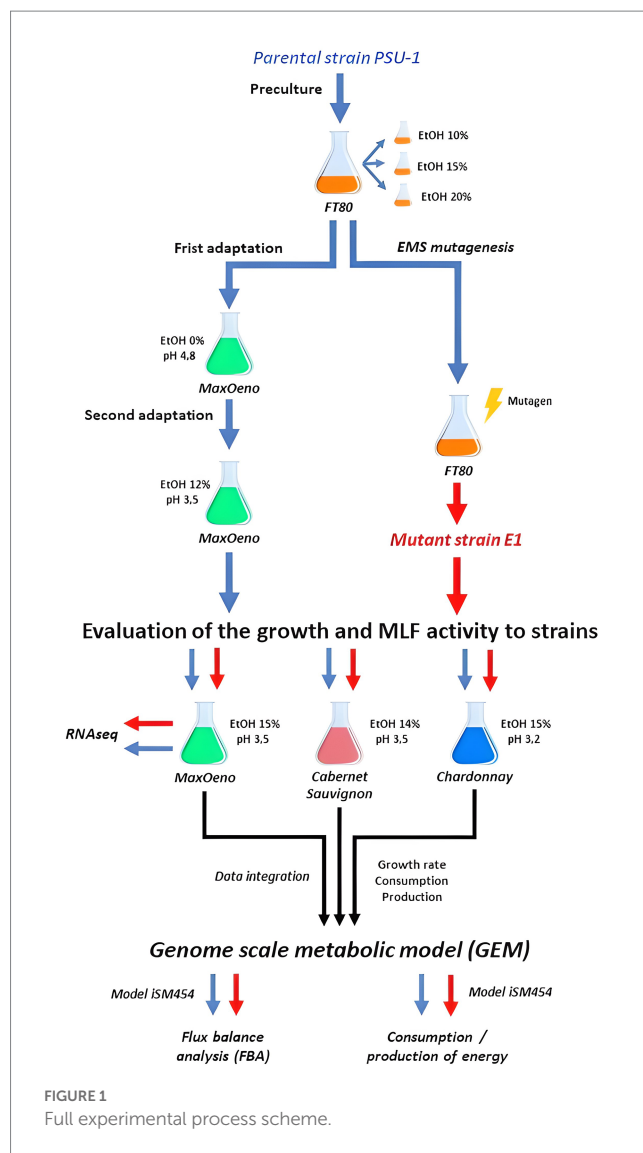 Parental strain PSU-1
Preculture
EtOH 10%
EtOH 15%
EtOH 20%
FT80
Frist adaptation
EMS mutagenesis
EtOH 0%
pH 4,8
MaxOeno
Mutagen
Second adaptation
FT80
EtOH 12%
pH 3,5
MaxOeno
Mutant strain E1
Evaluation of the growth and MLF activity to strains
RNAseq
EtOH 15%
pH 3,5
MaxOeno
EtOH 14%
pH 3,5
Cabernet
Sauvignon
EtOH 15%
pH 3,2
Chardonnay
Data integration
Growth rate
Consumption
Production
Genome scale metabolic model (GEM)
Model iSM454
Model iSM454
Flux balance
analysis (FBA)
Consumption /
production of energy
FIGURE 1
Full experimental process scheme.